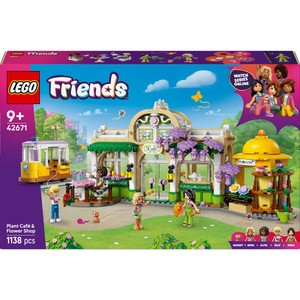 LEGO
Friends
WATCH
SERIES
ONLINE
9+
42671
Plant Café &
Flower Shop
1138 pcs